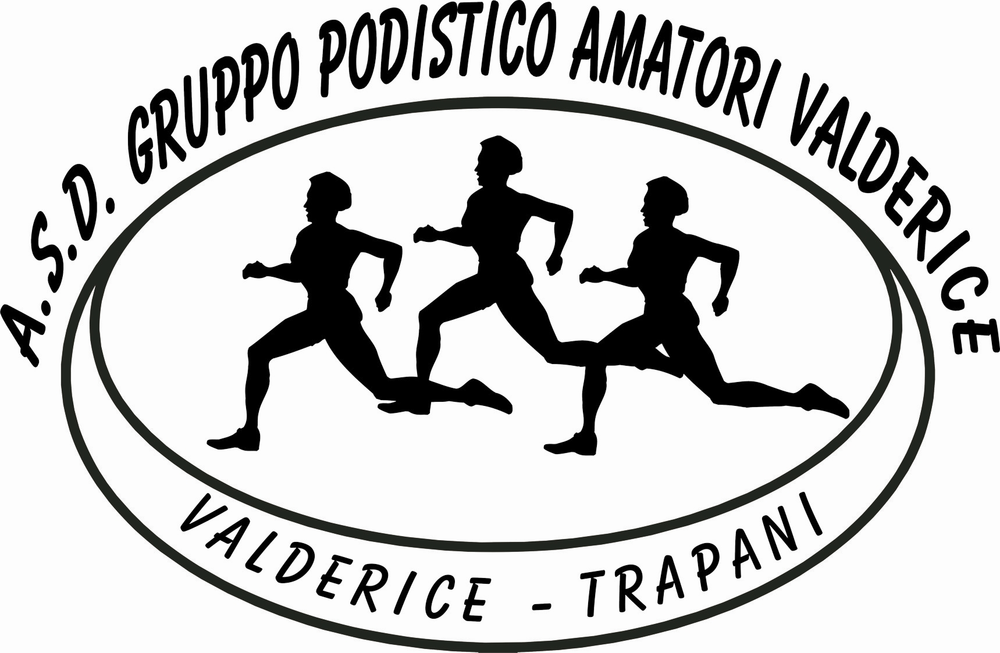 A.S.D. GRUPPO PODISTICO AMATORI VALDERICE
VALDERICE - TRAPANI